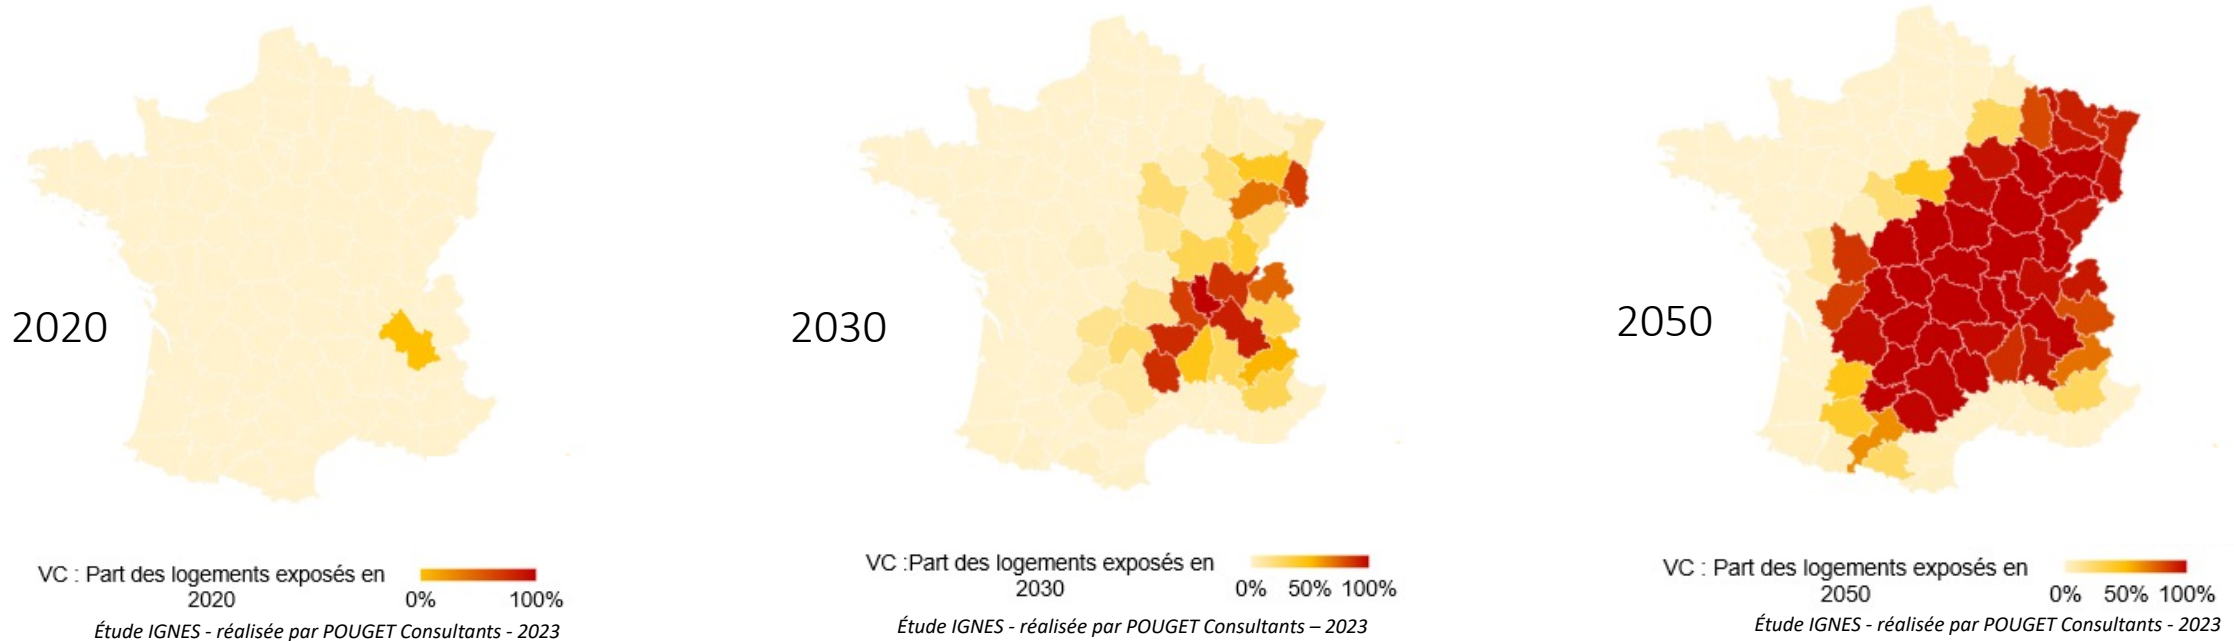 2020
VC : Part des logements exposés en
2020
0%
100%
Étude IGNES - réalisée par POUGET Consultants - 2023
2030
VC :Part des logements exposés en
2030
0%
50%
100%
Étude IGNES - réalisée par POUGET Consultants – 2023
2050
VC : Part des logements exposés en
2050
0%
50%
100%
Étude IGNES - réalisée par POUGET Consultants - 2023